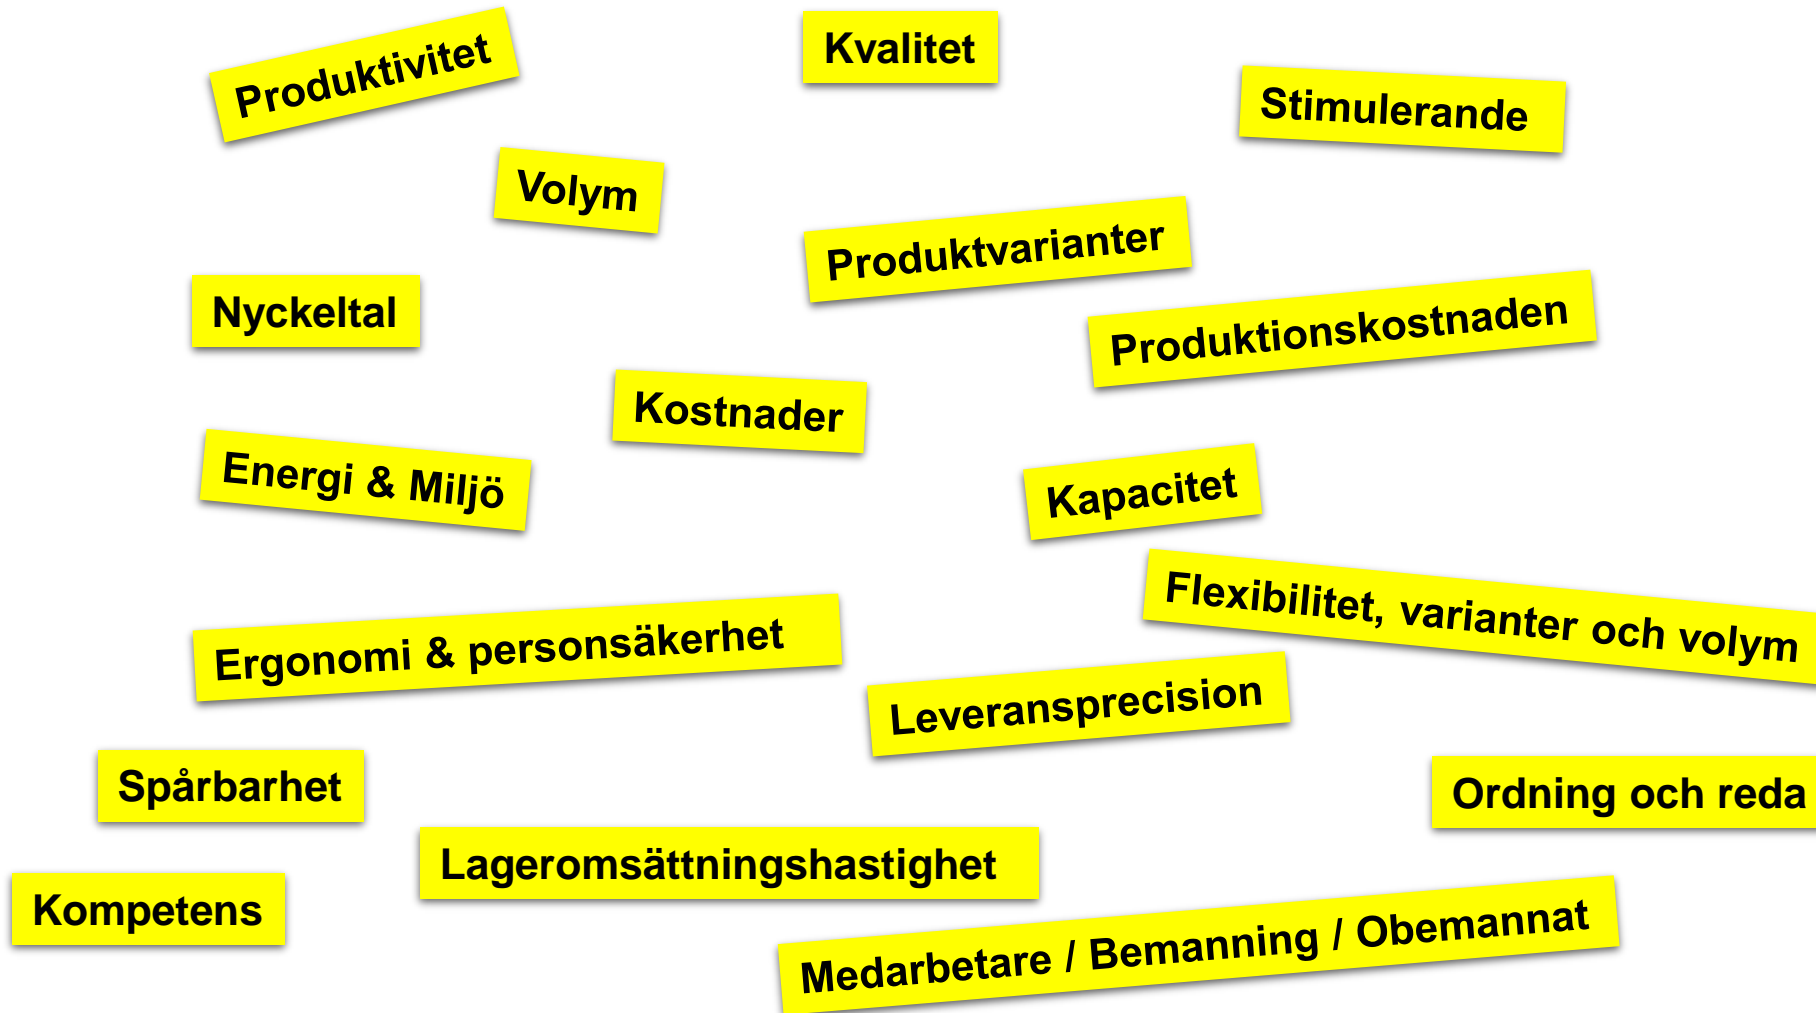 Produktivitet
Kvalitet
Stimulerande
Volym
Produktvarianter
Nyckeltal
Produktionskostnaden
Kostnader
Energi & Miljö
Kapacitet
Flexibilitet, varianter och volym
Ergonomi & personsäkerhet
Leveransprecision
Spårbarhet
Ordning och reda
Lageromsättningshastighet
Kompetens
Medarbetare / Bemanning / Obemannat